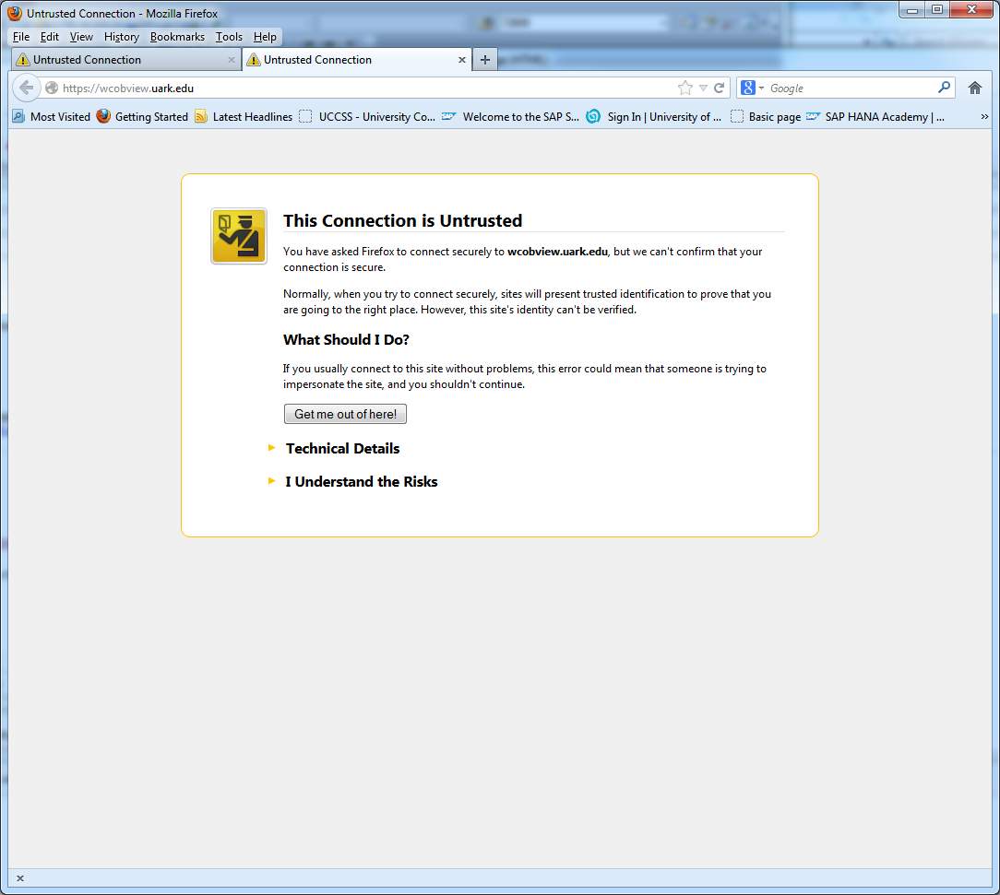 Untrusted Connection - Mozilla Firefox
File Edit View History Bookmarks Tools Help
Untrusted Connection × Untrusted Connection × +
https://wcobview.uark.edu 8 Google
Most Visited Getting Started Latest Headlines UCCSS - University Co... Welcome to the SAP S... Sign In | University of ... Basic page SAP HANA Academy | ... »
This Connection is Untrusted
You have asked Firefox to connect securely to wcobview.uark.edu, but we can't confirm that your
connection is secure.
Normally, when you try to connect securely, sites will present trusted identification to prove that you
are going to the right place. However, this site's identity can't be verified.
What Should I Do?
If you usually connect to this site without problems, this error could mean that someone is trying to
impersonate the site, and you shouldn't continue.
Get me out of here!
Technical Details
I Understand the Risks
×